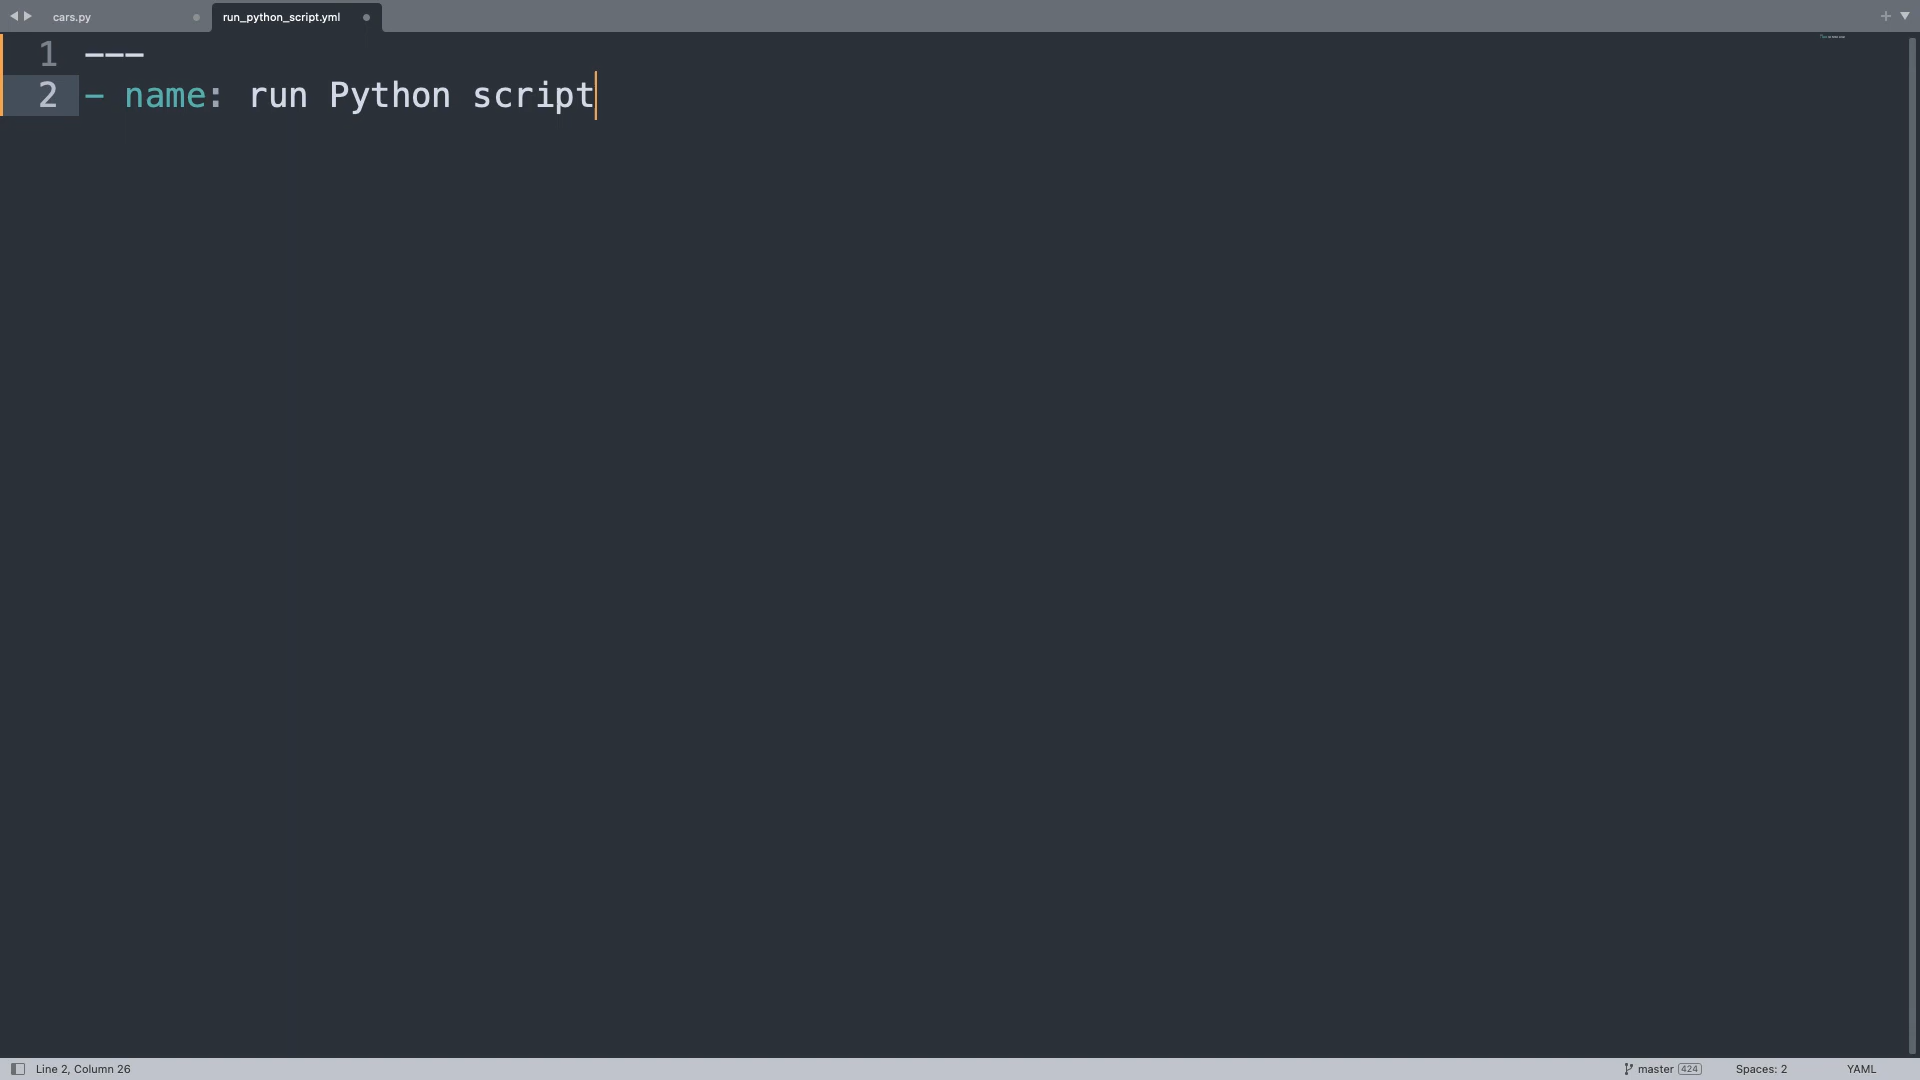 cars.py
run_python_script.yml
1 ---
2 - name: run Python script
Line 2, Column 26
master 424
Spaces: 2
YAML